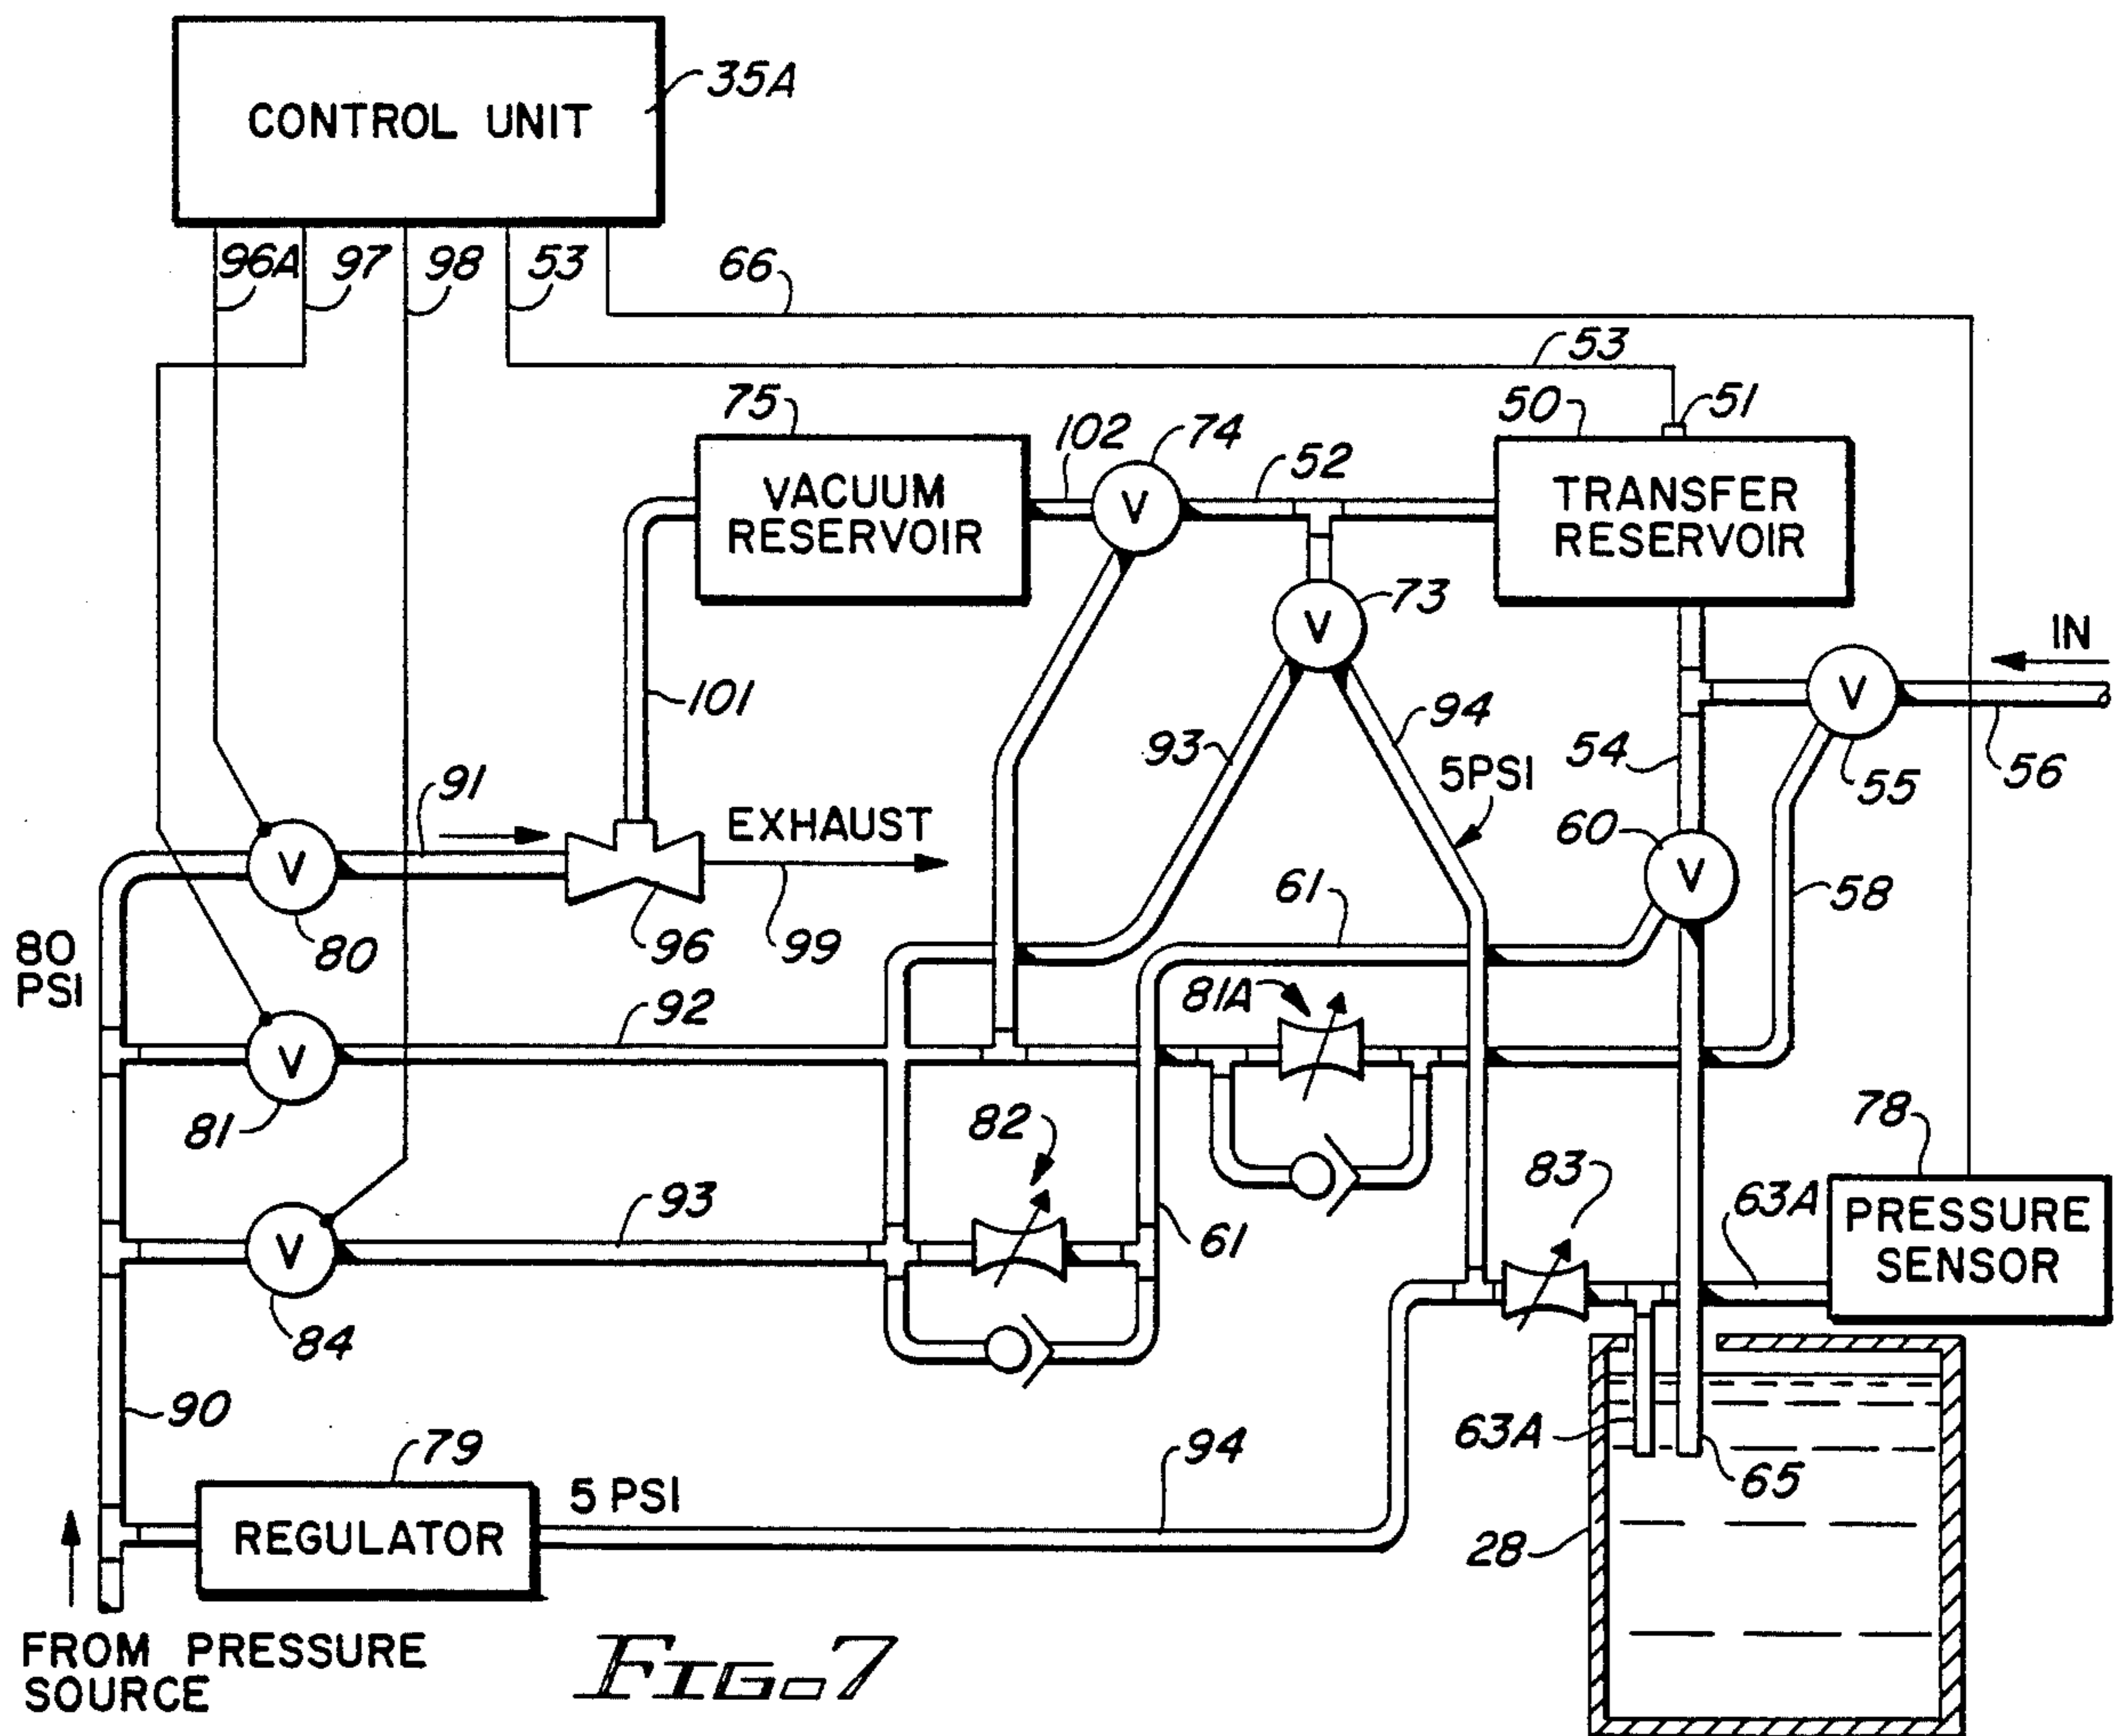 CONTROL UNIT
35A
96A
97
98
53
66
53
75
102
74
52
50
51
VACUUM
RESERVOIR
V
TRANSFER
RESERVOIR
73
V
IN
101
V
93
94
54
55
56
5PSI
91
EXHAUST
60
V
V
80
96
99
61
58
80
PSI
81A
92
V
81
82
78
83
93
61
63A
PRESSURE
SENSOR
V
84
90
79
5 PSI
94
63A
65
REGULATOR
28
FROM PRESSURE
SOURCE
FIG. 7